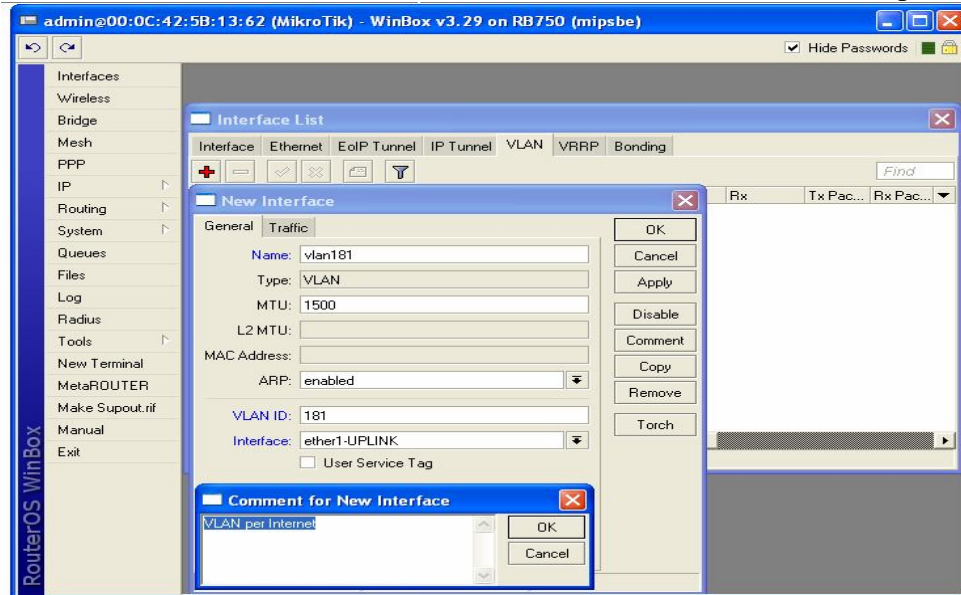 admin@00:0C:42:5B:13:62 (MikroTik) - WinBox v3.29 on RB750 (mipsbe)
Hide Passwords
Interfaces
Wireless
Bridge
Mesh
PPP
IP
Routing
System
Queues
Files
Log
Radius
Tools
New Terminal
MetaROUTER
Make Supout.rif
Manual
Exit
RouterOS WinBox
Interface List
Interface Ethernet EoIP Tunnel IP Tunnel VLAN VRRP Bonding
Find
Rx Tx Pac... Rx Pac...
New Interface
General Traffic
Name: vlan181
Type: VLAN
MTU: 1500
L2 MTU:
MAC Address:
ARP: enabled
VLAN ID: 181
Interface: ether1-UPLINK
User Service Tag
OK
Cancel
Apply
Disable
Comment
Copy
Remove
Torch
Comment for New Interface
VLAN per Internet
OK
Cancel